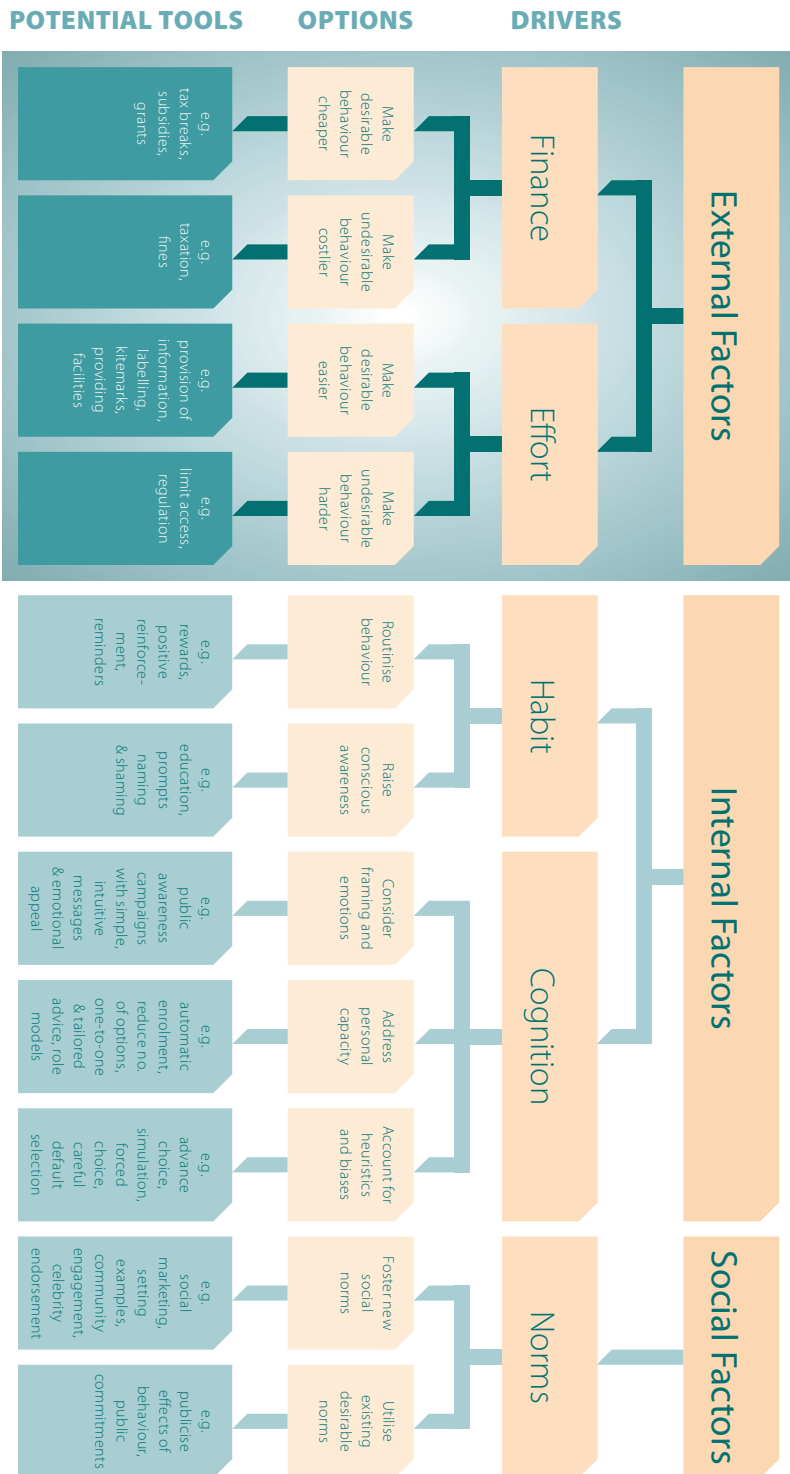 POTENTIAL TOOLS
OPTIONS
DRIVERS
External Factors
Internal Factors
Social Factors
Finance
Effort
Habit
Cognition
Norms
Make
desirable
behaviour
cheaper
Make
undesirable
behaviour
costlier
Make
desirable
behaviour
easier
Make
undesirable
behaviour
harder
Routinise
behaviour
Raise
conscious
awareness
Consider
framing and
emotions
Address
personal
capacity
Account for
heuristics
and biases
Foster new
social
norms
Utilise
existing
desirable
norms
e.g.
tax breaks,
subsidies,
grants
e.g.
taxation,
fines
e.g.
provision of
information,
labelling,
kitemarks,
providing
facilities
e.g.
limit access,
regulation
e.g.
rewards,
positive
reinforce-
ment,
reminders
e.g.
education,
prompts
naming
& shaming
e.g.
public
awareness
campaigns
with simple,
intuitive
messages
& emotional
appeal
e.g.
automatic
enrolment,
reduce no.
of options,
one-to-one
& tailored
advice, role
models
e.g.
advance
choice,
simulation,
forced
choice,
careful
default
selection
e.g.
social
marketing,
setting
examples,
community
engagement,
celebrity
endorsement
e.g.
publicise
effects of
behaviour,
public
commitments